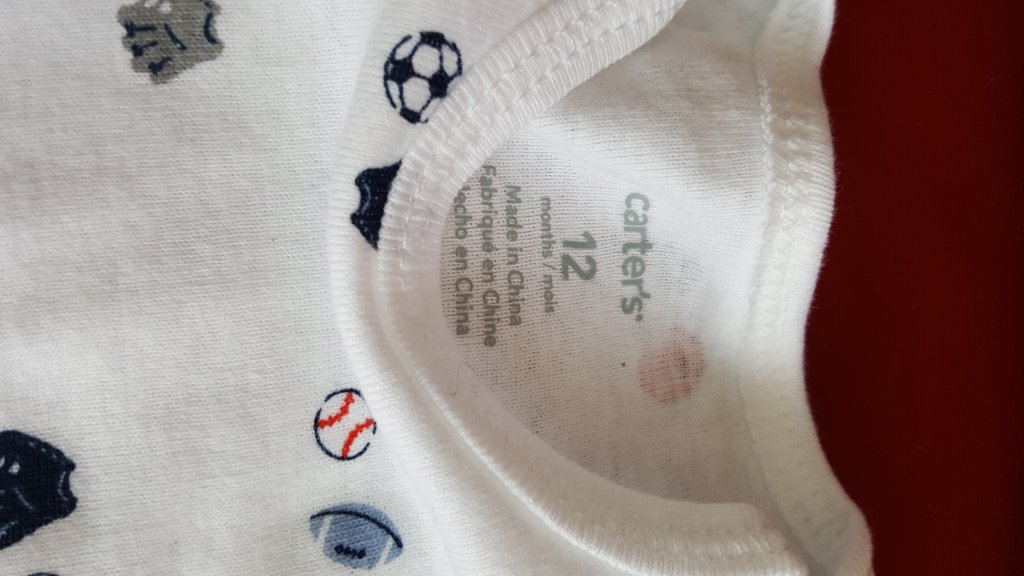 carter's
12
months / mois
Made in China
Fabriqué en Chine
Hecho en China